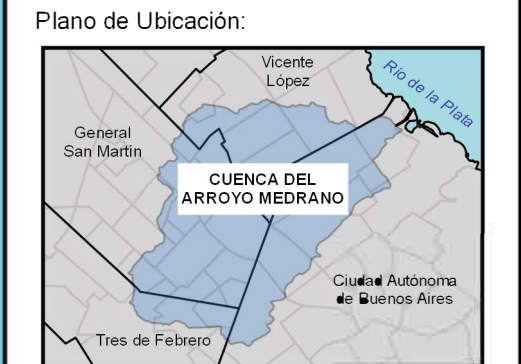 Plano de Ubicación:
Vicente
López
Río de la Plata
General
San Martín
CUENCA DEL
ARROYO MEDRANO
Ciudad Autónoma
de Buenos Aires
Tres de Febrero